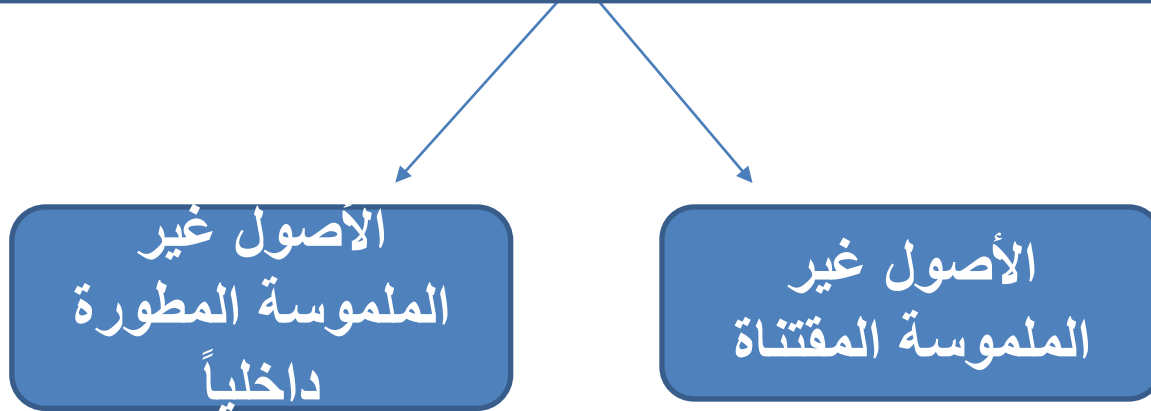 الأصول غير
الملموسة المقتناة
الأصول غير
الملموسة المطورة
داخلياً